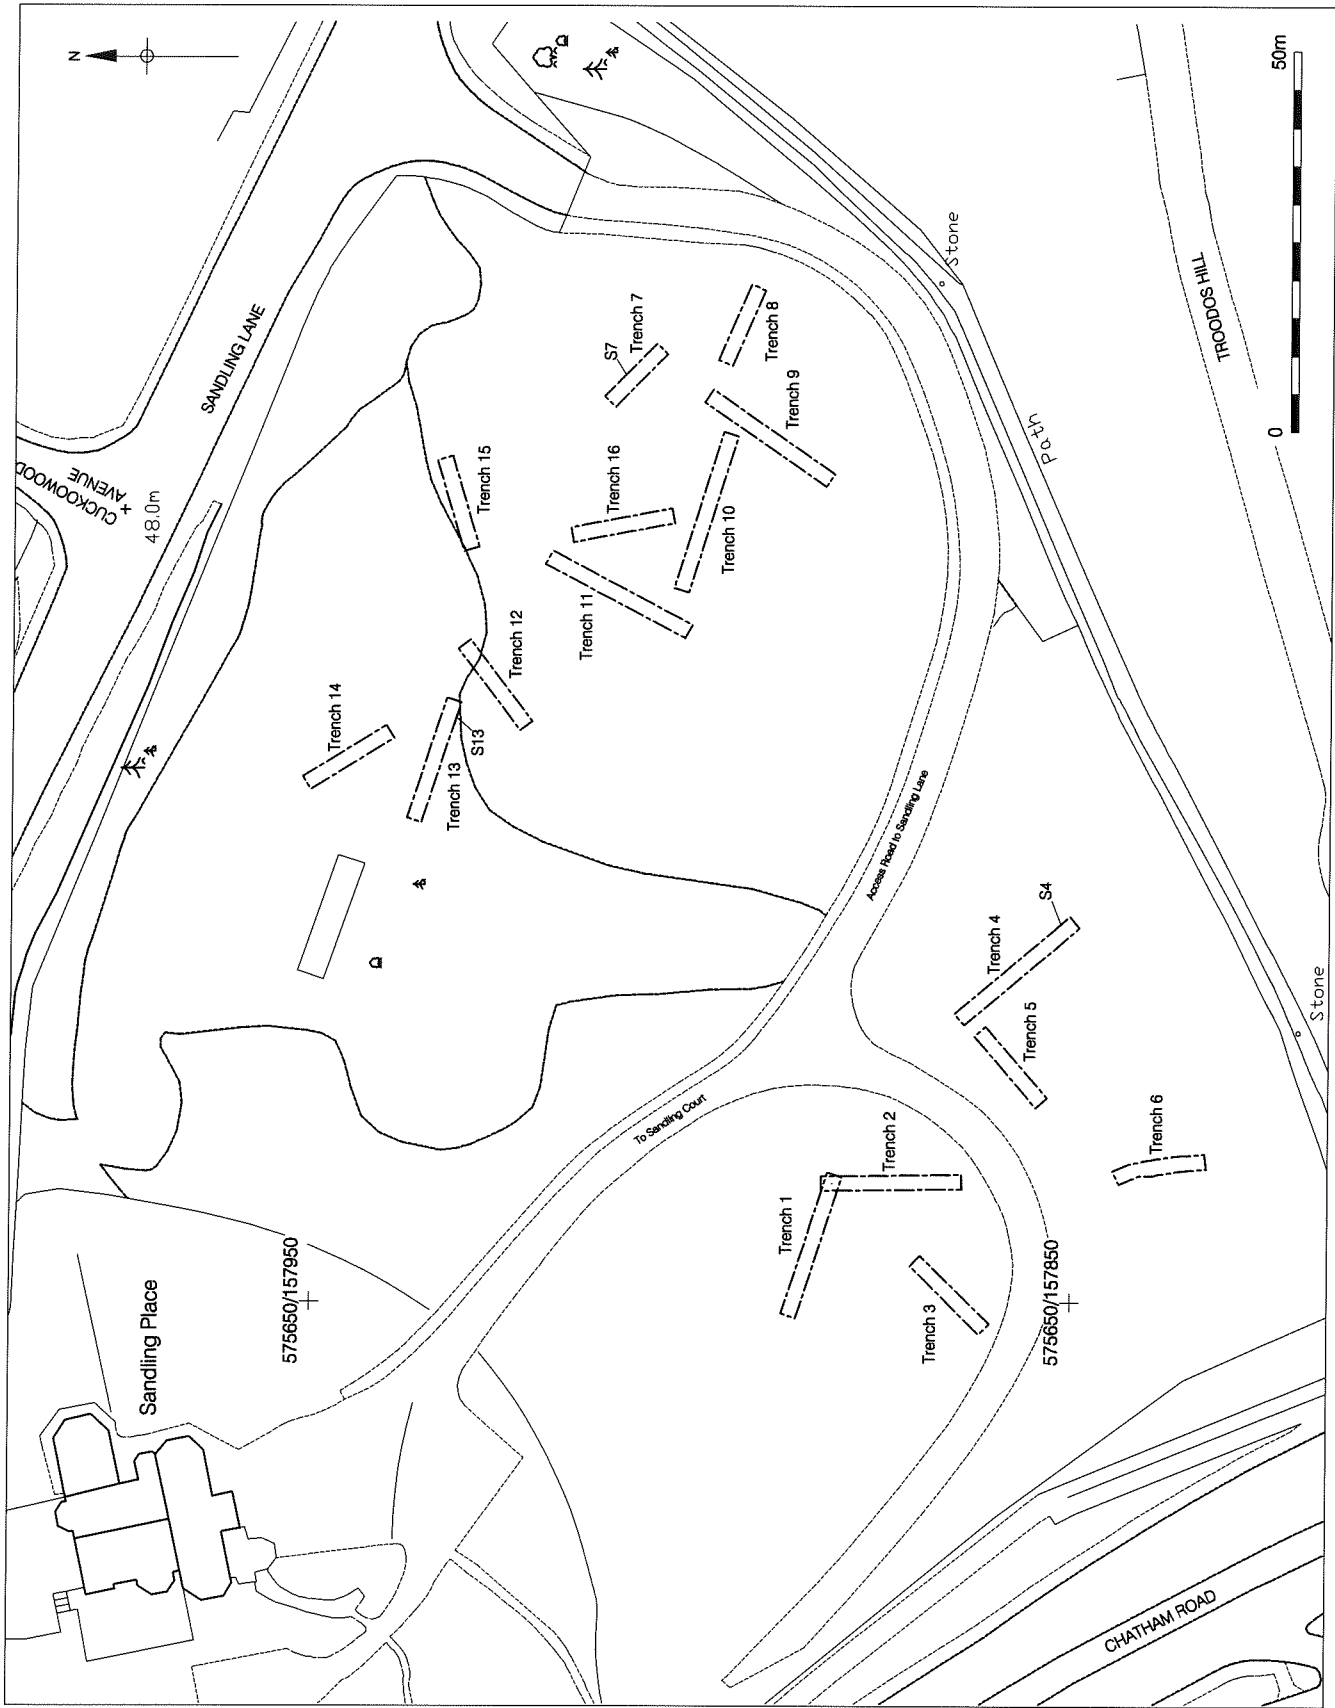 N
CUCKOOWOOD
AVENUE
+
48.0m
SANDLING LANE
Sandling Place
575650/157950
Trench 14
Trench 13
S13
Trench 12
Trench 15
Trench 11
Trench 16
S7
Trench 7
Trench 8
Trench 9
Trench 10
To Sandling Court
Access Road to Sandling Lane
Trench 1
Trench 2
Trench 3
Trench 4
S4
Trench 5
Trench 6
575650/157850
Stone
Path
Stone
TROODOS HILL
CHATHAM ROAD
0
50m